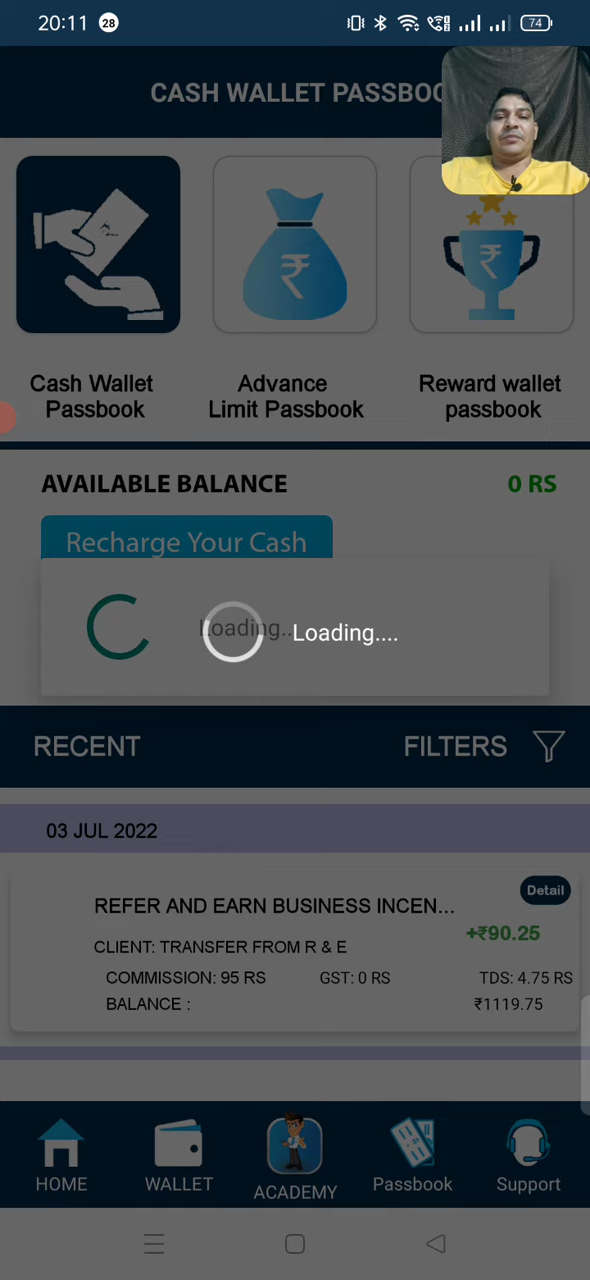 20:11 28 74
CASH WALLET PASSBOO
Cash Wallet
Passbook
Advance
Limit Passbook
Reward wallet
passbook
AVAILABLE BALANCE 0 RS
Recharge Your Cash
Loading..
Loading....
RECENT FILTERS
03 JUL 2022
Detail
REFER AND EARN BUSINESS INCEN...
+₹90.25
CLIENT: TRANSFER FROM R & E
COMMISSION: 95 RS GST: 0 RS TDS: 4.75 RS
BALANCE : ₹1119.75
HOME WALLET ACADEMY Passbook Support